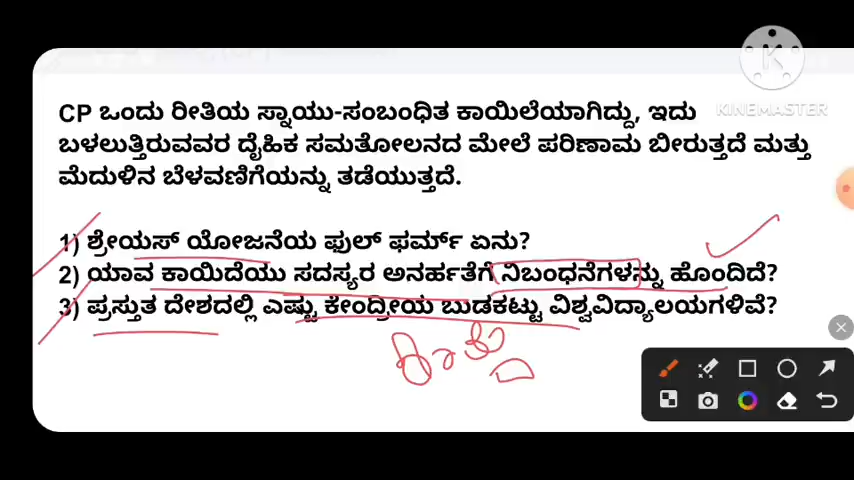 KINEMASTER
CP ಒಂದು ರೀತಿಯ ಸ್ನಾಯು-ಸಂಬಂಧಿತ ಕಾಯಿಲೆಯಾಗಿದ್ದು, ಇದು
ಬಳಲುತ್ತಿರುವವರ ದೈಹಿಕ ಸಮತೋಲನದ ಮೇಲೆ ಪರಿಣಾಮ ಬೀರುತ್ತದೆ ಮತ್ತು
ಮೆದುಳಿನ ಬೆಳವಣಿಗೆಯನ್ನು ತಡೆಯುತ್ತದೆ.
1) ಶ್ರೇಯಸ್ ಯೋಜನೆಯ ಫುಲ್ ಫರ್ಮ್ ಏನು?
2) ಯಾವ ಕಾಯಿದೆಯು ಸದಸ್ಯರ ಅನರ್ಹತೆಗೆ ನಿಬಂಧನೆಗಳನ್ನು ಹೊಂದಿದೆ?
3) ಪ್ರಸ್ತುತ ದೇಶದಲ್ಲಿ ಎಷ್ಟು ಕೇಂದ್ರೀಯ ಬುಡಕಟ್ಟು ವಿಶ್ವವಿದ್ಯಾಲಯಗಳಿವೆ?